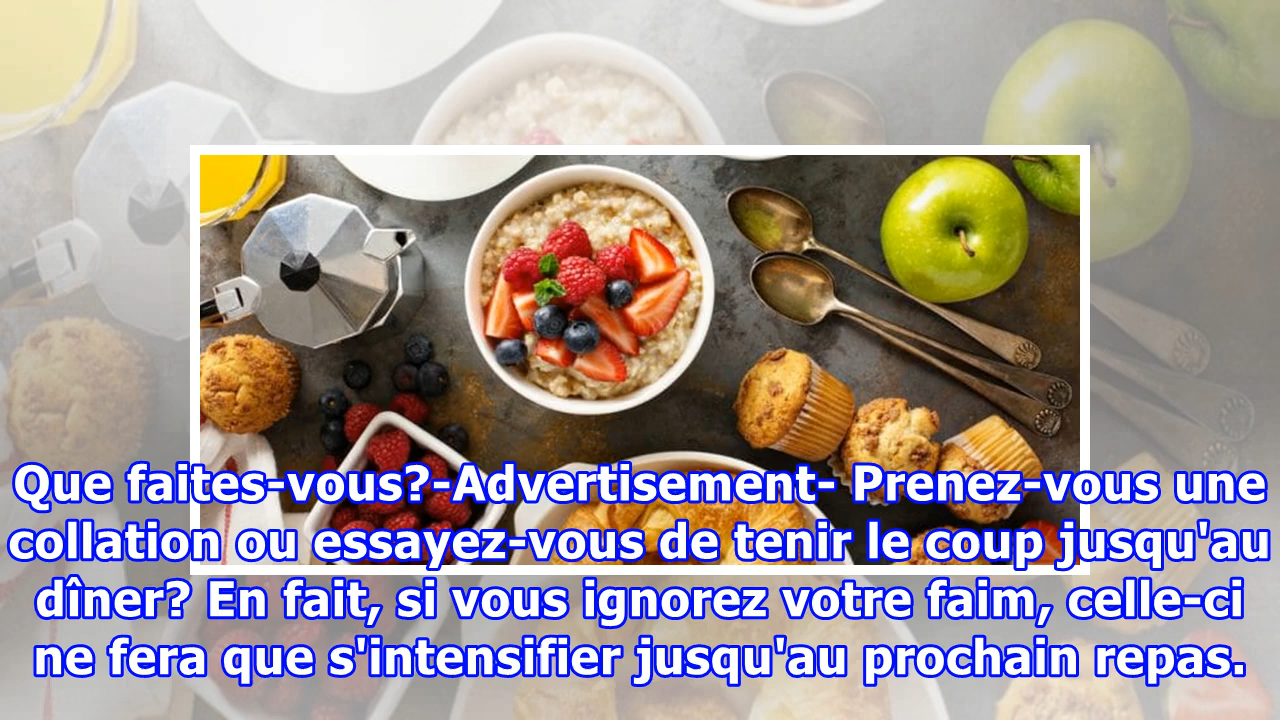 Que faites-vous?-Advertisement- Prenez-vous une
collation ou essayez-vous de tenir le coup jusqu'au
dîner? En fait, si vous ignorez votre faim, celle-ci
ne fera que s'intensifier jusqu'au prochain repas.